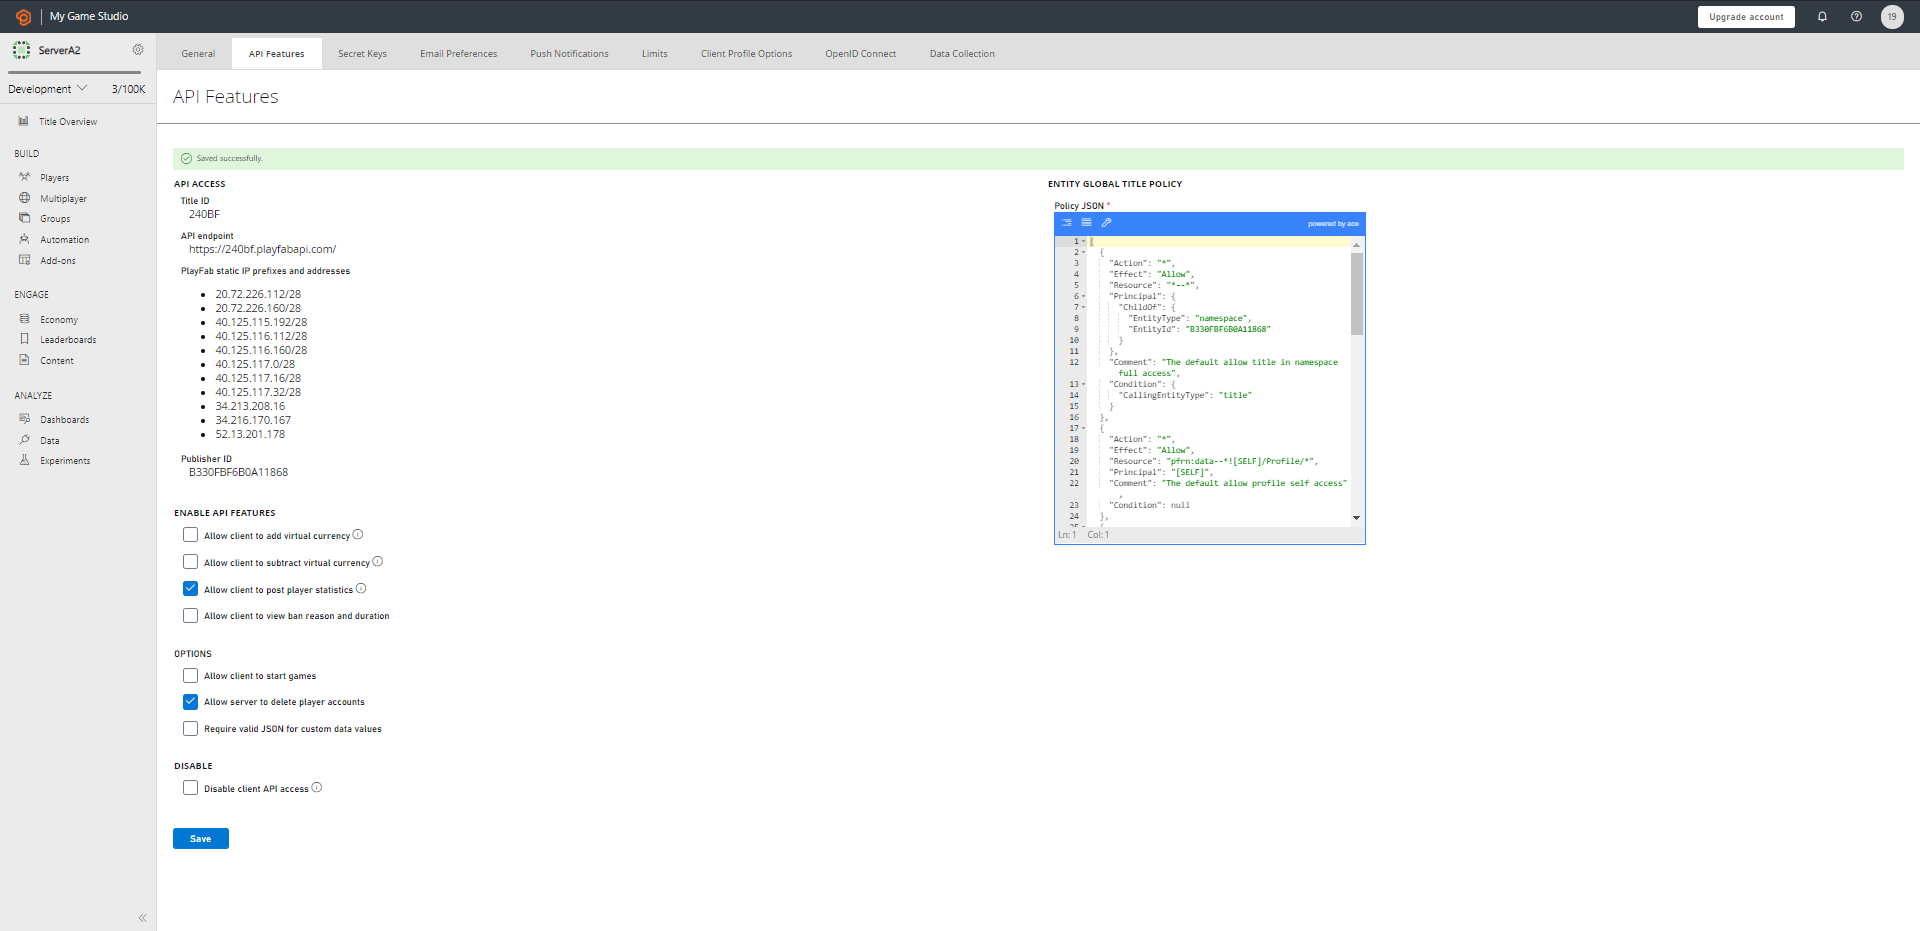 My Game Studio
Upgrade account
19
ServerA2
Development
3/100K
Title Overview
BUILD
Players
Multiplayer
Groups
Automation
Add-ons
ENGAGE
Economy
Leaderboards
Content
ANALYZE
Dashboards
Data
Experiments
General
API Features
Secret Keys
Email Preferences
Push Notifications
Limits
Client Profile Options
OpenID Connect
Data Collection
API Features
Saved successfully.
API ACCESS
Title ID
240BF
API endpoint
https://240bf.playfabapi.com/
PlayFab static IP prefixes and addresses
20.72.226.112/28
20.72.226.160/28
40.125.115.192/28
40.125.116.112/28
40.125.116.160/28
40.125.117.0/28
40.125.117.16/28
40.125.117.32/28
34.213.208.16
34.216.170.167
52.13.201.178
Publisher ID
B330FBF6B0A11868
ENABLE API FEATURES
Allow client to add virtual currency
Allow client to subtract virtual currency
Allow client to post player statistics
Allow client to view ban reason and duration
OPTIONS
Allow client to start games
Allow server to delete player accounts
Require valid JSON for custom data values
DISABLE
Disable client API access
Save
ENTITY GLOBAL TITLE POLICY
Policy JSON *
powered by ace
1 [
2 {
3 "Action": "*",
4 "Effect": "Allow",
5 "Resource": "*--*",
6 "Principal": {
7 "ChildOf": {
8 "EntityType": "namespace",
9 "EntityId": "B330FBF6B0A11868"
10 }
11 },
12 "Comment": "The default allow title in namespace
full access",
13 "Condition": {
14 "CallingEntityType": "title"
15 }
16 },
17 {
18 "Action": "*",
19 "Effect": "Allow",
20 "Resource": "pfrn:data--*![SELF]/Profile/*",
21 "Principal": "[SELF]",
22 "Comment": "The default allow profile self access"
,
23 "Condition": null
24 },
25 {
Ln: 1 Col: 1